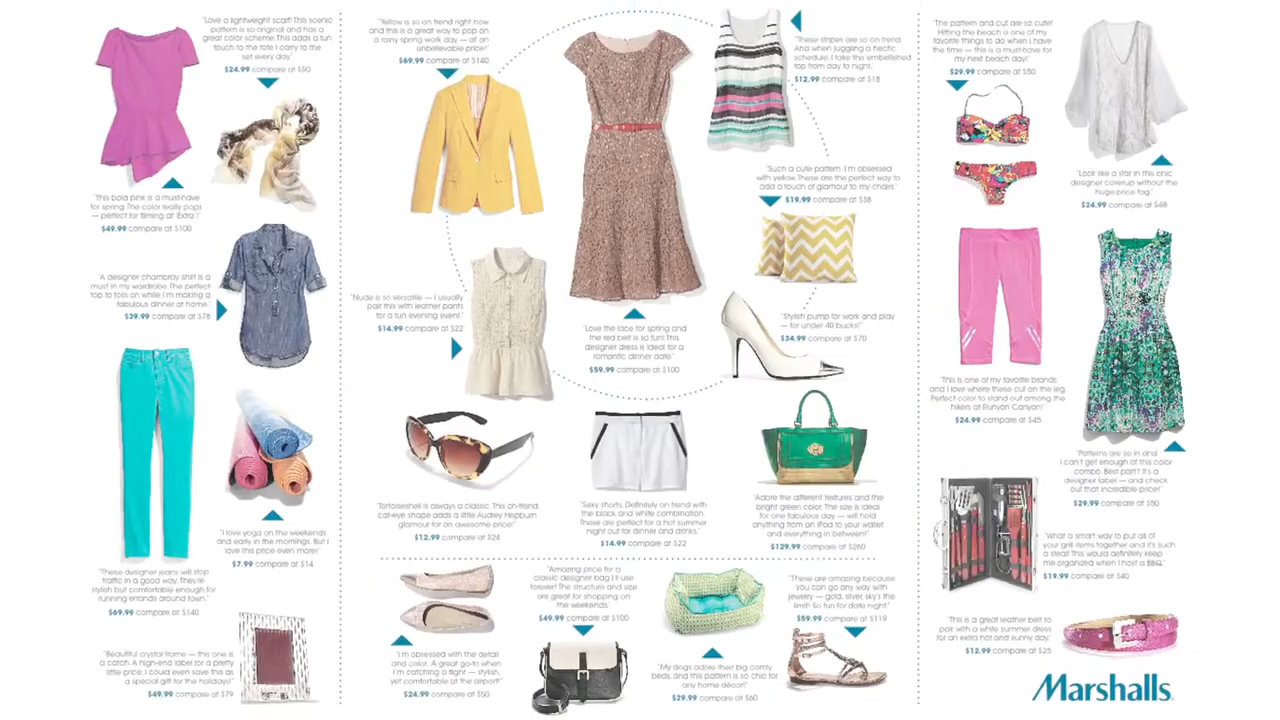 "Love a lightweight scarf! This scenic
pattern is so original and has a
great color scheme. This adds a fun
touch to the tote I carry to the
set every day."
$24.99 compare at $50
"This bold pink is a must-have
for spring. The color really pops
— perfect for filming at 'Extra.'"
$49.99 compare at $100
"A designer chambray shirt is a
must in my wardrobe. The perfect
top to toss on while I'm making a
fabulous dinner at home."
$39.99 compare at $78
"I love yoga on the weekends
and early in the mornings. But I
love this price even more!"
$7.99 compare at $14
"These designer jeans will stop
traffic in a good way. They're
stylish but comfortable enough for
running errands around town."
$69.99 compare at $140
"Beautiful crystal frame — this one is
a catch. A high-end label for a pretty
little price. I could even save this as
a special gift for the holidays!"
$49.99 compare at $79
"Yellow is so on trend right now
and this is a great way to pop on
a rainy spring work day — at an
unbelievable price!"
$69.99 compare at $140
"These stripes are so on trend.
And when juggling a hectic
schedule, I take this embellished
top from day to night."
$12.99 compare at $18
"Such a cute pattern. I'm obsessed
with yellow. These are the perfect way to
add a touch of glamour to my chairs."
$19.99 compare at $38
"Nude is so versatile — I usually
pair this with leather pants
for a fun evening event."
$14.99 compare at $22
"Love the lace for spring and
the red belt is so fun! This
designer dress is ideal for a
romantic dinner date."
$59.99 compare at $100
"Stylish pump for work and play
— for under 40 bucks!"
$34.99 compare at $70
"Tortoiseshell is always a classic. This on-trend,
cat-eye shape adds a little Audrey Hepburn
glamour for an awesome price!"
$12.99 compare at $24
"Sexy shorts. Definitely on trend with
the black and white combination.
These are perfect for a hot summer
night out for dinner and drinks."
$14.99 compare at $22
"Adore the different textures and the
bright green color. The size is ideals
for one fabulous day — will hold
anything from an iPad to your wallet
and everything in between!"
$129.99 compare at $260
"I'm obsessed with the detail
and color. A great go-to when
I'm catching a flight — stylish,
yet comfortable at the airport!"
$24.99 compare at $50
"Amazing price for a
classic designer bag I'll use
forever! The structure and size
are great for shopping on
the weekends."
$49.99 compare at $100
"My dogs adore their big comfy
beds, and this pattern is so chic for
any home décor!"
$29.99 compare at $60
"These are amazing because
you can go any way with
jewelry — gold, silver, sky's the
limit! So fun for date night."
$59.99 compare at $119
"The pattern and cut are so cute!
Hitting the beach is one of my
favorite things to do when I have
the time — this is a must-have for
my next beach day!"
$29.99 compare at $50
"Look like a star in this chic
designer coverup without the
huge price tag."
$24.99 compare at $48
"This is one of my favorite brands
and I love where these cut on the leg.
Perfect color to stand out among the
hikers at Runyon Canyon!"
$24.99 compare at $45
"Patterns are so in and
I can't get enough of this color
combo. Best part? It's a
designer label — and check
out that incredible price!"
$29.99 compare at $50
"What a smart way to put all of
your grill items together and it's such
a steal! This would definitely keep
me organized when I host a BBQ."
$19.99 compare at $40
"This is a great leather belt to
pair with a white summer dress
for an extra hot and sunny day."
$12.99 compare at $25
Marshalls